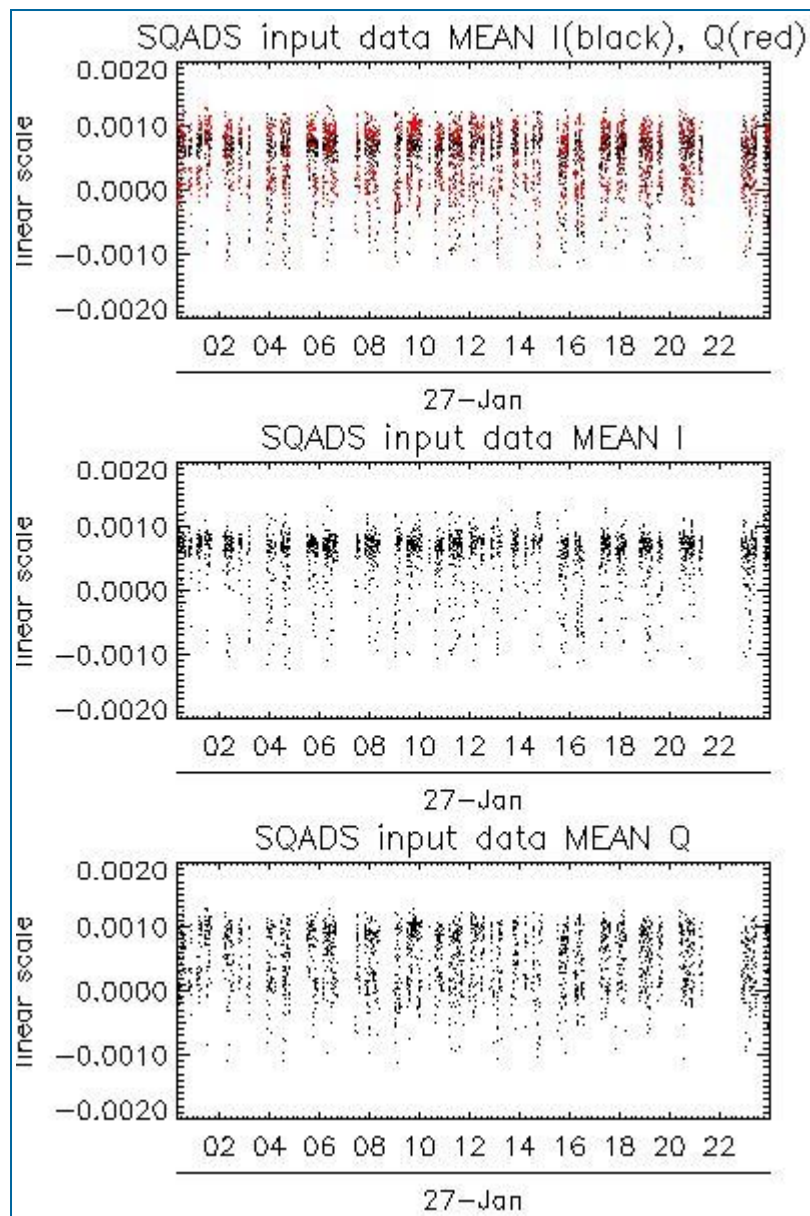 SQADS input data MEAN I(black), Q(red)
linear scale
0.0020
0.0010
0.0000
−0.0010
−0.0020
02 04 06 08 10 12 14 16 18 20 22
27-Jan
SQADS input data MEAN I
linear scale
0.0020
0.0010
0.0000
−0.0010
−0.0020
02 04 06 08 10 12 14 16 18 20 22
27-Jan
SQADS input data MEAN Q
linear scale
0.0020
0.0010
0.0000
−0.0010
−0.0020
02 04 06 08 10 12 14 16 18 20 22
27-Jan